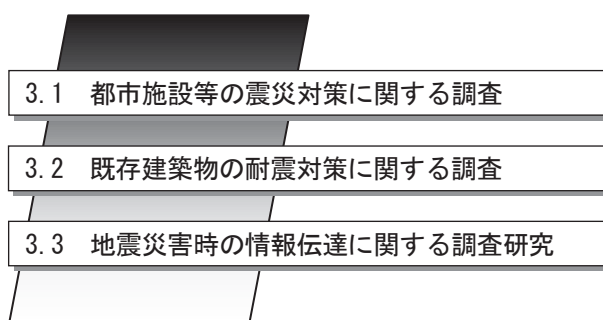 3.1 都市施設等の震災対策に関する調査
3.2 既存建築物の耐震対策に関する調査
3.3 地震災害時の情報伝達に関する調査研究